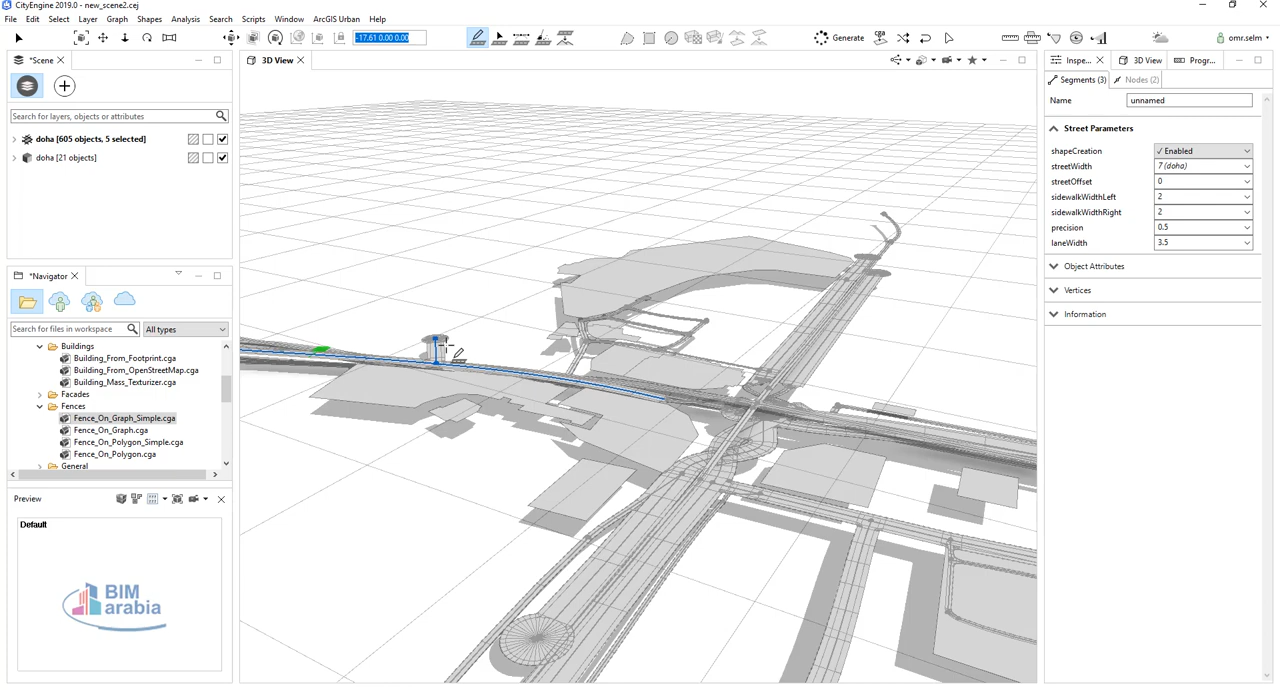 CityEngine 2019.0 - new_scene2.cej
File Edit Select Layer Graph Shapes Analysis Search Scripts Window ArcGIS Urban Help
-17.61 0.00 0.00
Generate
omr.selm
*Scene
3D View
Inspe...
3D View
Progr...
Segments (3)
Nodes (2)
Name
unnamed
Search for layers, objects or attributes
doha [605 objects, 5 selected]
doha [21 objects]
Street Parameters
shapeCreation
✓ Enabled
streetWidth
7 (doha)
streetOffset
0
sidewalkWidthLeft
2
sidewalkWidthRight
2
precision
0.5
laneWidth
3.5
Object Attributes
Vertices
Information
*Navigator
Search for files in workspace
All types
Buildings
Building_From_Footprint.cga
Building_From_OpenStreetMap.cga
Building_Mass_Texturizer.cga
Facades
Fences
Fence_On_Graph_Simple.cga
Fence_On_Graph.cga
Fence_On_Polygon_Simple.cga
Fence_On_Polygon.cga
General
Preview
Default
BIM
arabia